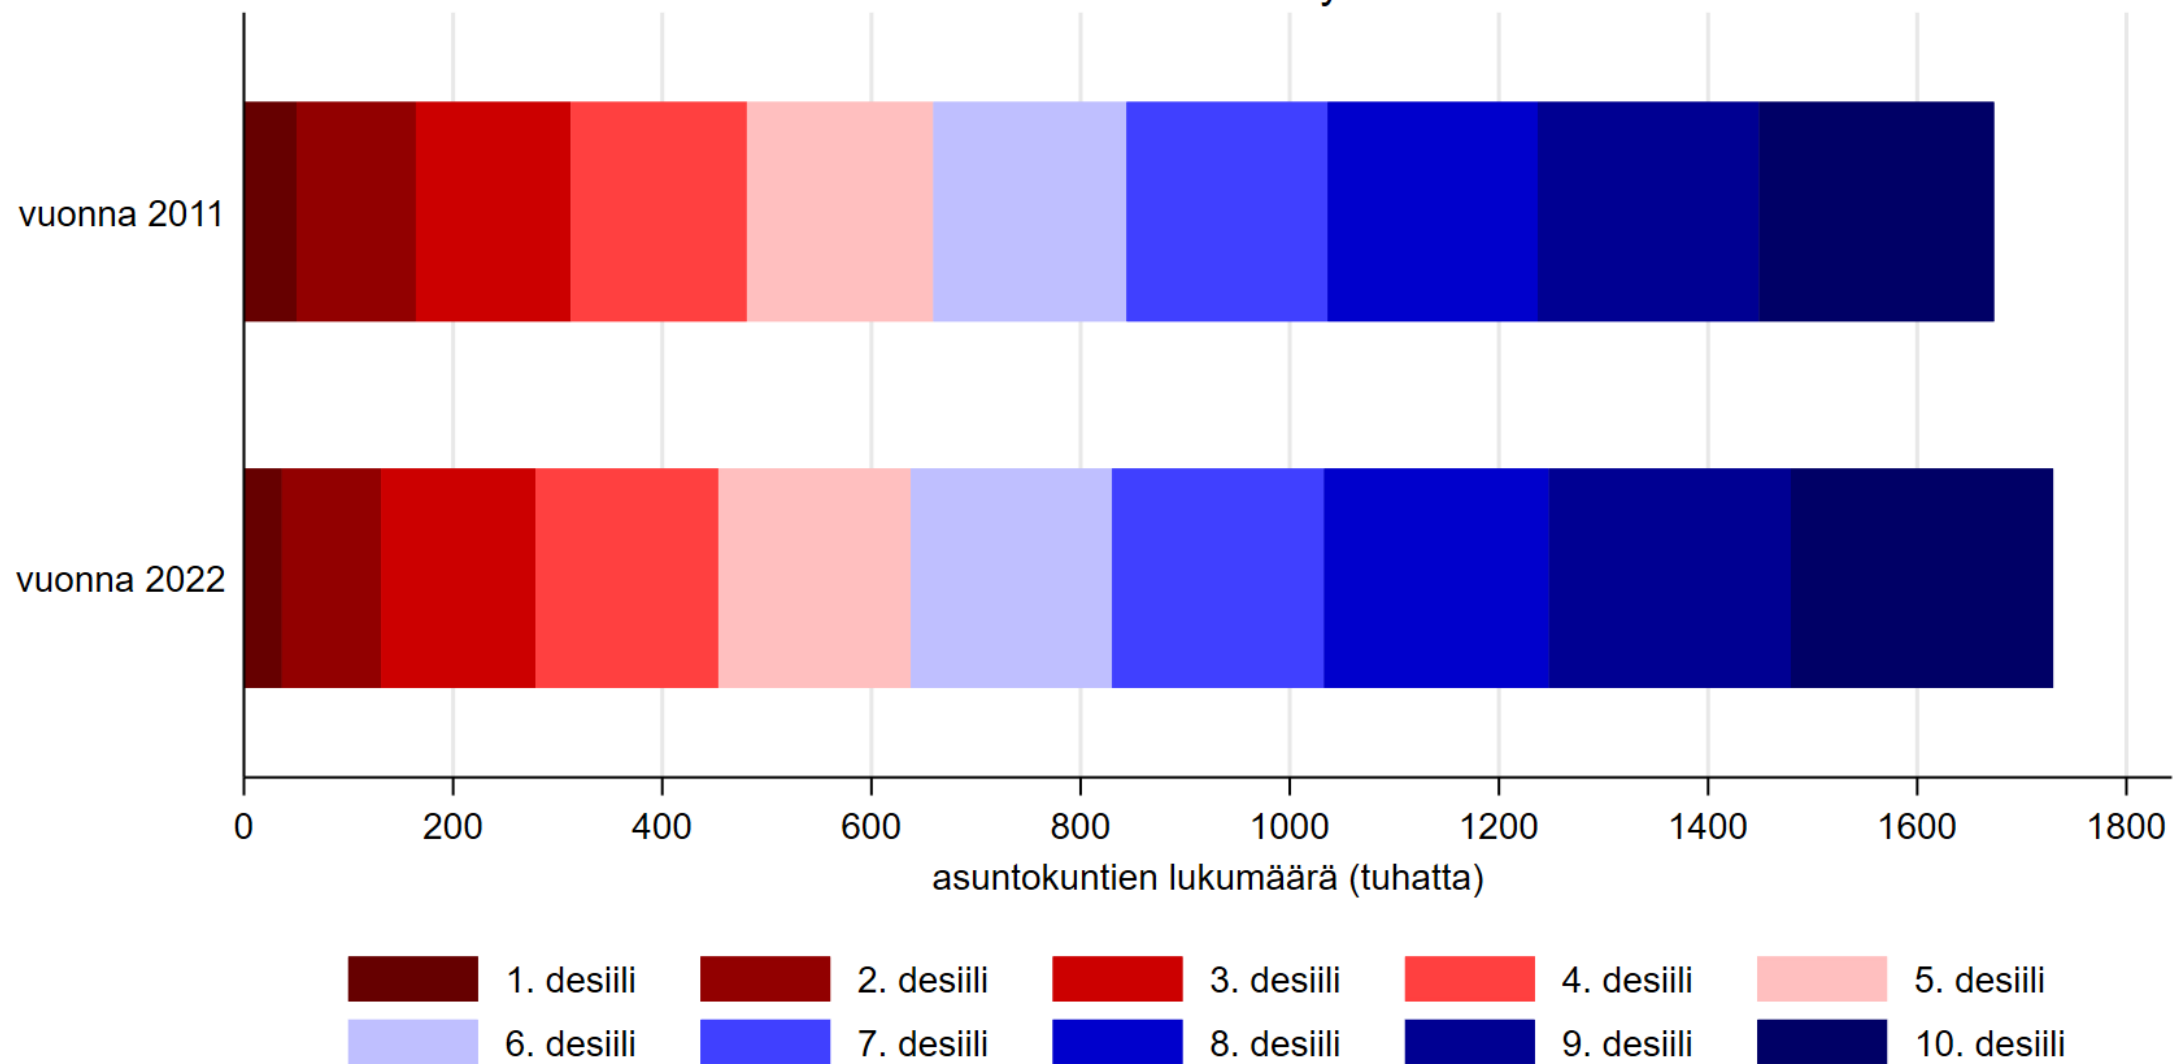 vuonna 2011
vuonna 2022
0 200 400 600 800 1000 1200 1400 1600 1800
asuntokuntien lukumäärä (tuhatta)
1. desiili 2. desiili 3. desiili 4. desiili 5. desiili
6. desiili 7. desiili 8. desiili 9. desiili 10. desiili